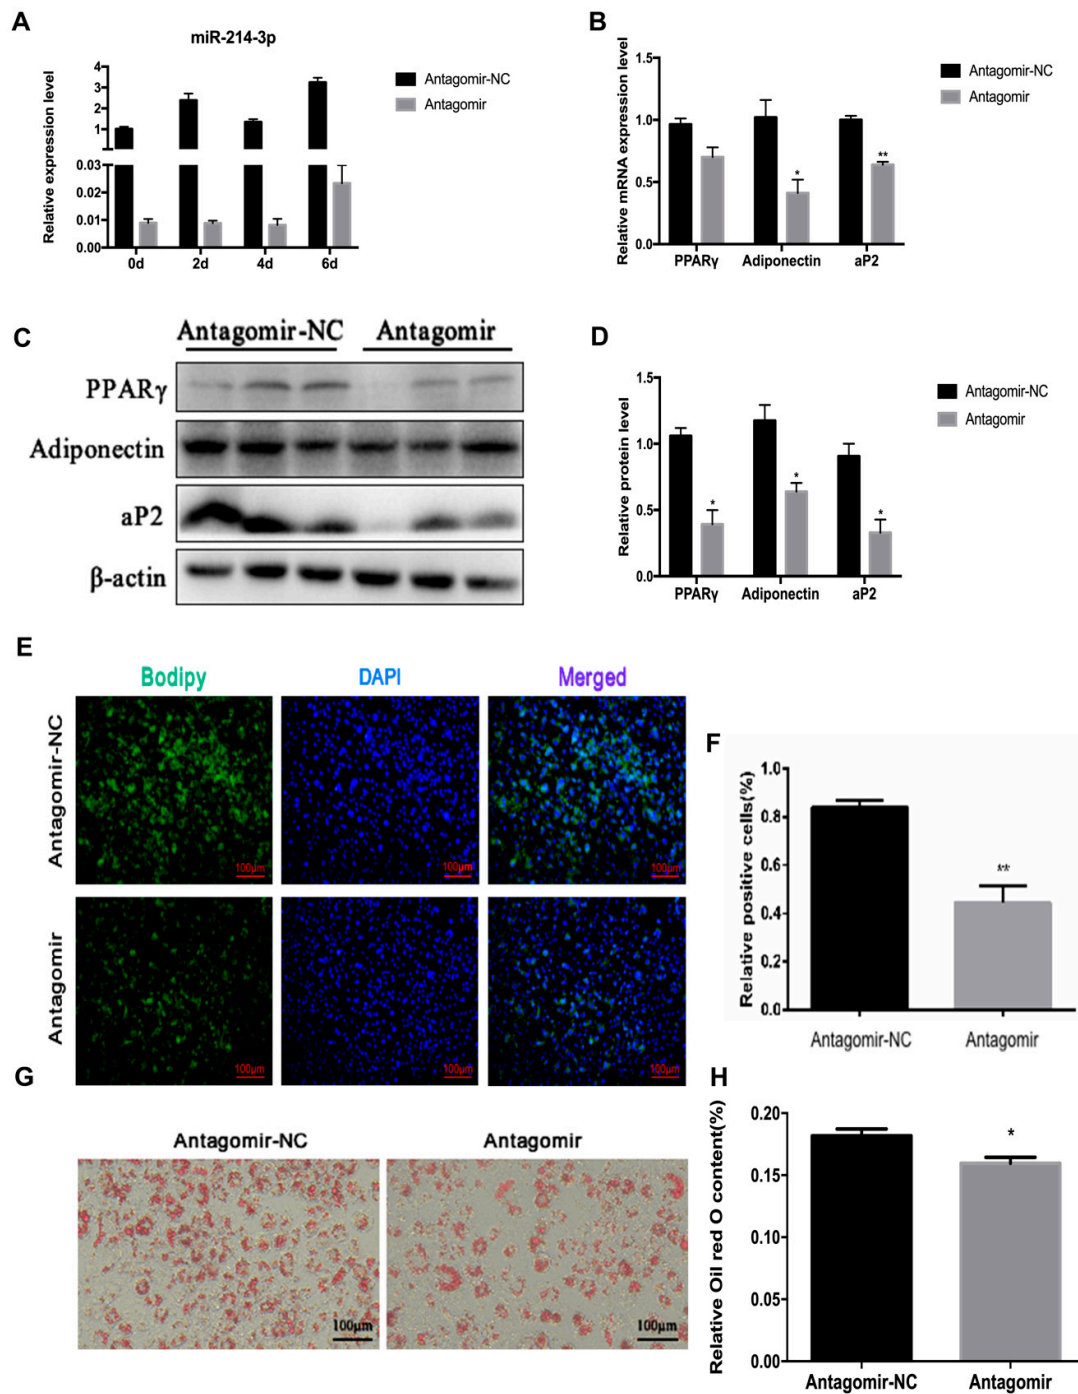 A
miR-214-3p
Relative expression level
4
3
2
1
0.03
0.02
0.01
0.00
0d 2d 4d 6d
Antagomir-NC
Antagomir
B
Relative mRNA expression level
1.5
1.0
0.5
0.0
*
**
PPARγ Adiponectin aP2
Antagomir-NC
Antagomir
C
Antagomir-NC Antagomir
PPARγ
Adiponectin
aP2
β-actin
D
Relative protein level
1.5
1.0
0.5
0.0
*
*
*
PPARγ Adiponectin aP2
Antagomir-NC
Antagomir
E
Bodipy DAPI Merged
Antagomir-NC
100μm 100μm 100μm
Antagomir
100μm 100μm 100μm
F
Relative positive cells(%)
1.0
0.8
0.6
0.4
0.2
0.0
**
Antagomir-NC Antagomir
G
Antagomir-NC Antagomir
100μm 100μm
H
Relative Oil red O content(%)
0.20
0.15
0.10
0.05
0.00
*
Antagomir-NC Antagomir